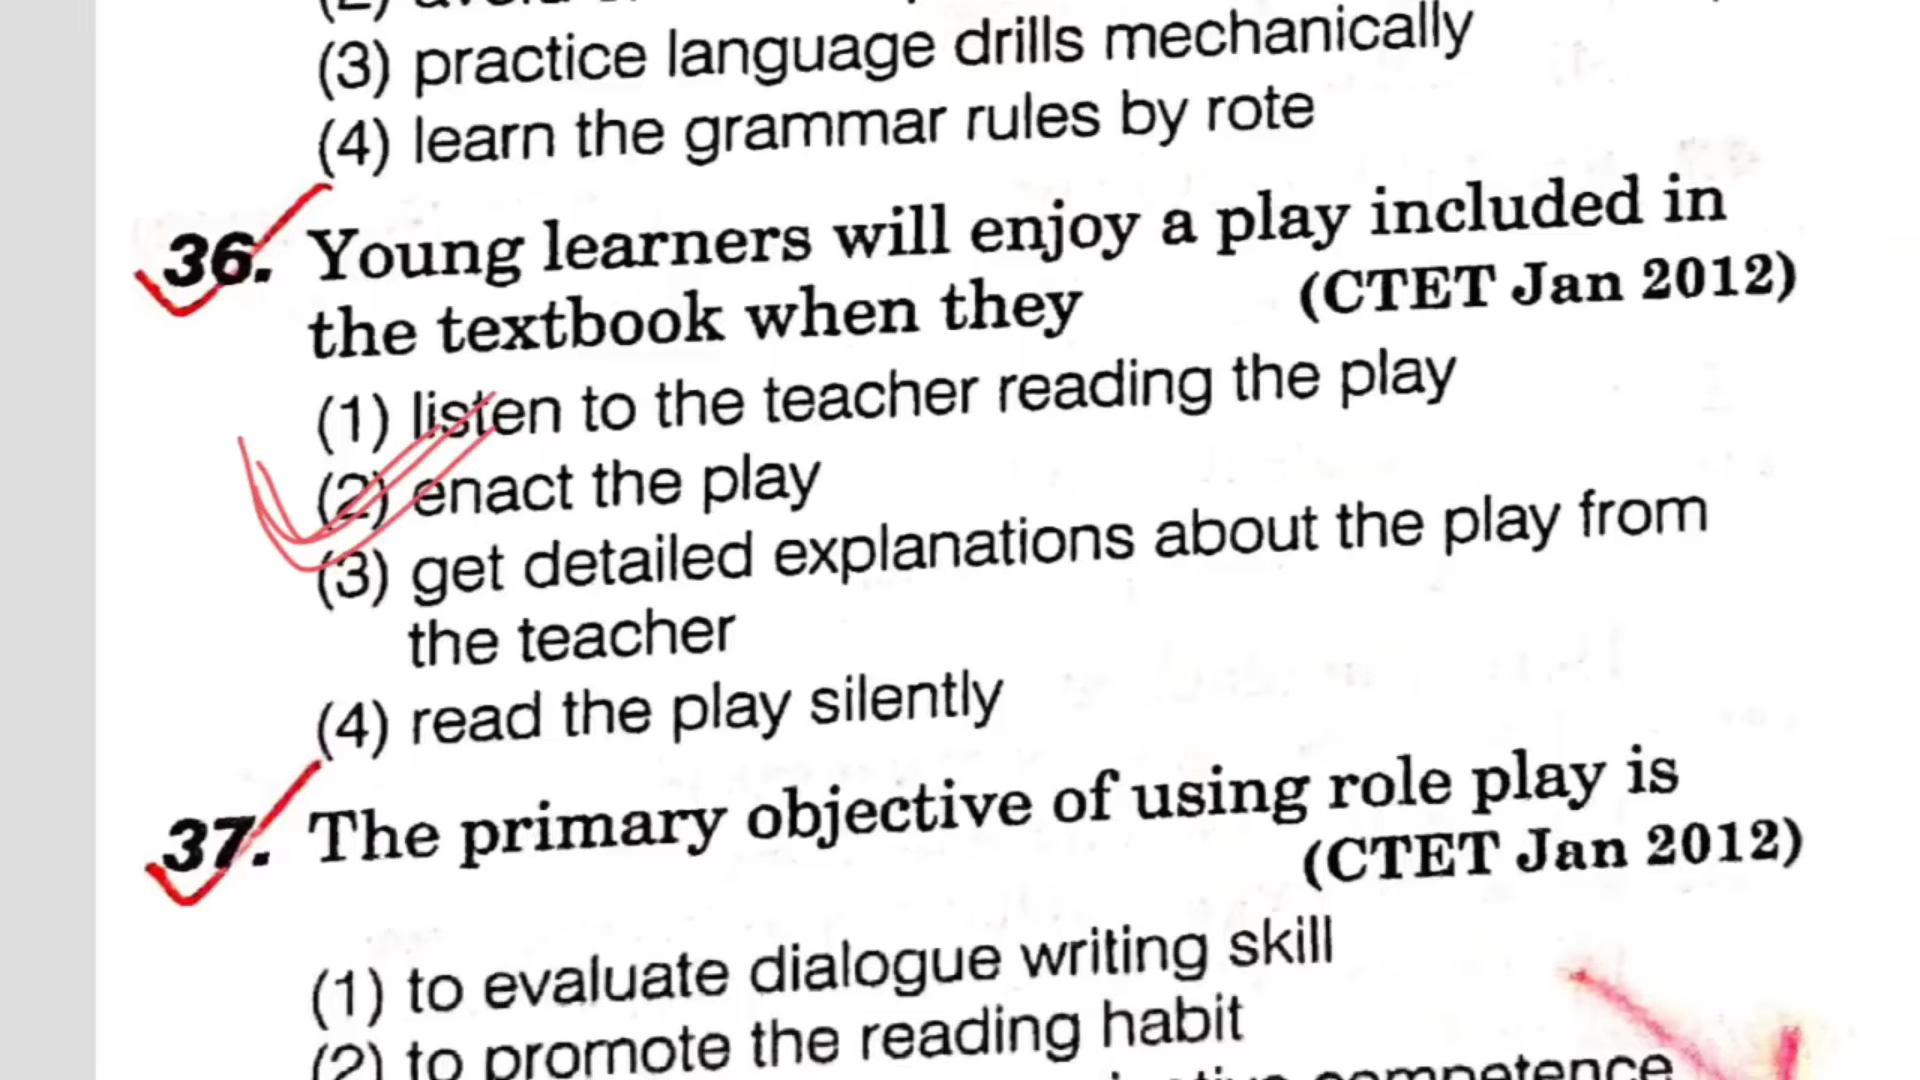 (3) practice language drills mechanically
(4) learn the grammar rules by rote
36. Young learners will enjoy a play included in
the textbook when they (CTET Jan 2012)
(1) listen to the teacher reading the play
(2) enact the play
(3) get detailed explanations about the play from
the teacher
(4) read the play silently
37. The primary objective of using role play is
(CTET Jan 2012)
(1) to evaluate dialogue writing skill
(2) to promote the reading habit
competence